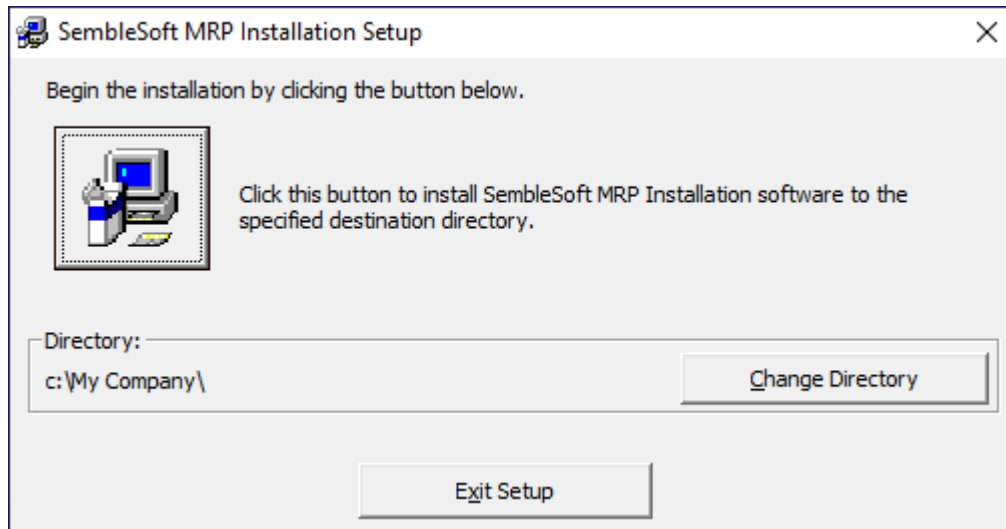 SembleSoft MRP Installation Setup
Begin the installation by clicking the button below.
Click this button to install SembleSoft MRP Installation software to the
specified destination directory.
Directory:
c:\My Company\
Change Directory
Exit Setup